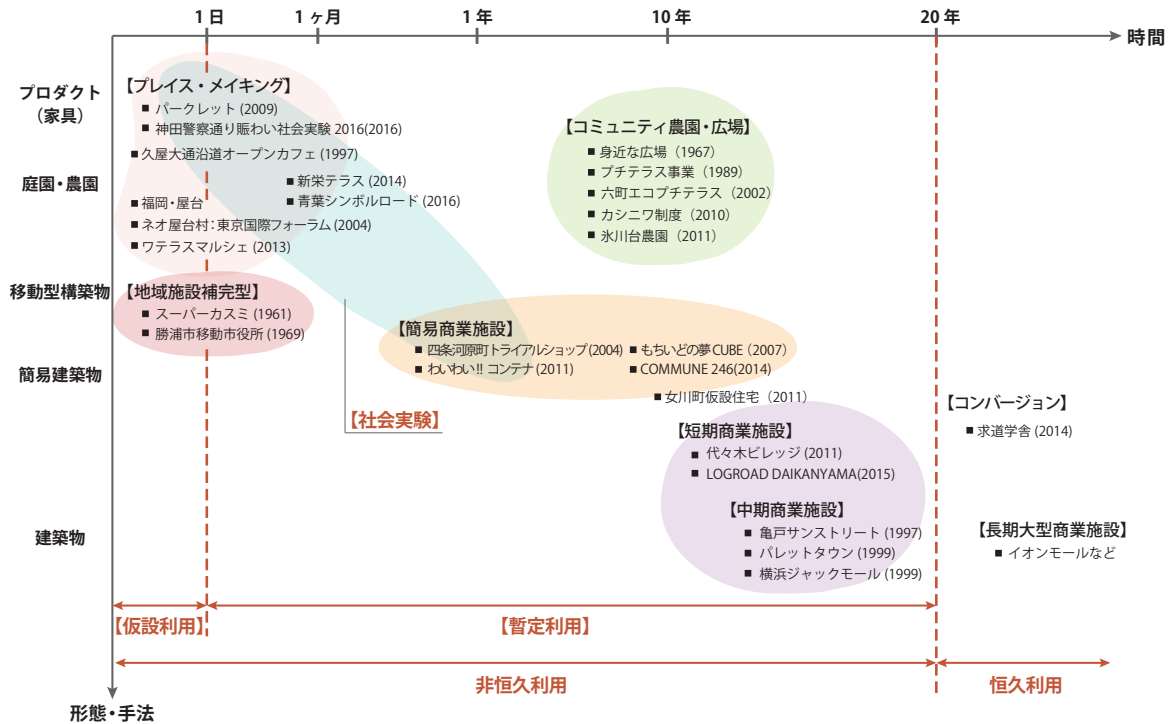 1日
1ヶ月
1年
10年
20年
時間
プロダクト
（家具）
【プレイス・メイキング】
■ パークレット (2009)
■ 神田警察通り賑わい社会実験 2016(2016)
■ 久屋大通沿道オープンカフェ (1997)
庭園・農園
■ 新栄テラス (2014)
■ 青葉シンボルロード (2016)
■ 福岡・屋台
■ ネオ屋台村：東京国際フォーラム (2004)
■ ワテラスマルシェ (2013)
【コミュニティ農園・広場】
■ 身近な広場（1967）
■ プチテラス事業（1989）
■ 六町エコプチテラス（2002）
■ カシニワ制度（2010）
■ 氷川台農園（2011）
移動型構築物
【地域施設補完型】
■ スーパーカスミ (1961)
■ 勝浦市移動市役所 (1969)
【簡易商業施設】
■ 四条河原町トライアルショップ (2004)
■ もちいどの夢 CUBE（2007）
■ わいわい!! コンテナ (2011)
■ COMMUNE 246(2014)
簡易建築物
■ 女川町仮設住宅（2011）
【社会実験】
【コンバージョン】
■ 求道学舎 (2014)
【短期商業施設】
■ 代々木ビレッジ (2011)
■ LOGROAD DAIKANYAMA(2015)
【中期商業施設】
■ 亀戸サンストリート (1997)
■ パレットタウン (1999)
■ 横浜ジャックモール (1999)
建築物
【長期大型商業施設】
■ イオンモールなど
【仮設利用】
【暫定利用】
非恒久利用
恒久利用
形態・手法